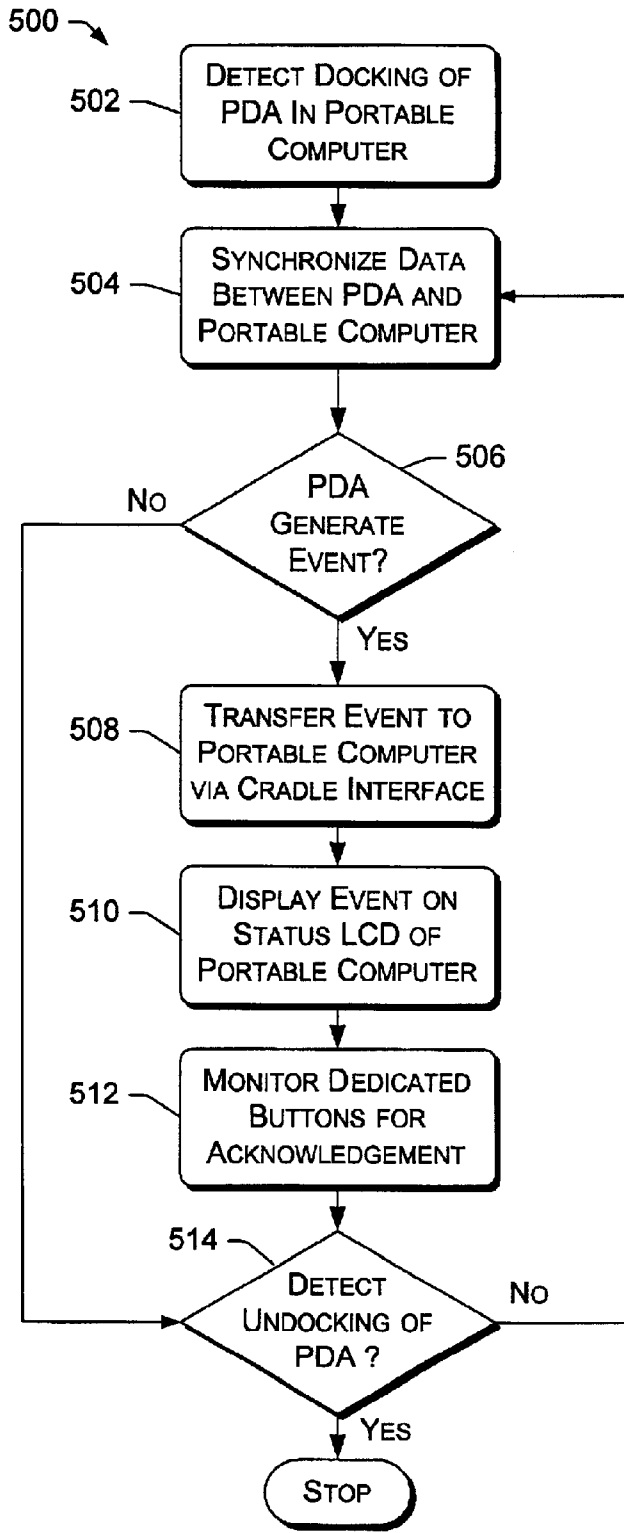 500
502
DETECT DOCKING OF
PDA IN PORTABLE
COMPUTER
504
SYNCHRONIZE DATA
BETWEEN PDA AND
PORTABLE COMPUTER
506
NO
PDA
GENERATE
EVENT?
YES
508
TRANSFER EVENT TO
PORTABLE COMPUTER
VIA CRADLE INTERFACE
510
DISPLAY EVENT ON
STATUS LCD OF
PORTABLE COMPUTER
512
MONITOR DEDICATED
BUTTONS FOR
ACKNOWLEDGEMENT
514
DETECT
UNDOCKING OF
PDA ?
NO
YES
STOP